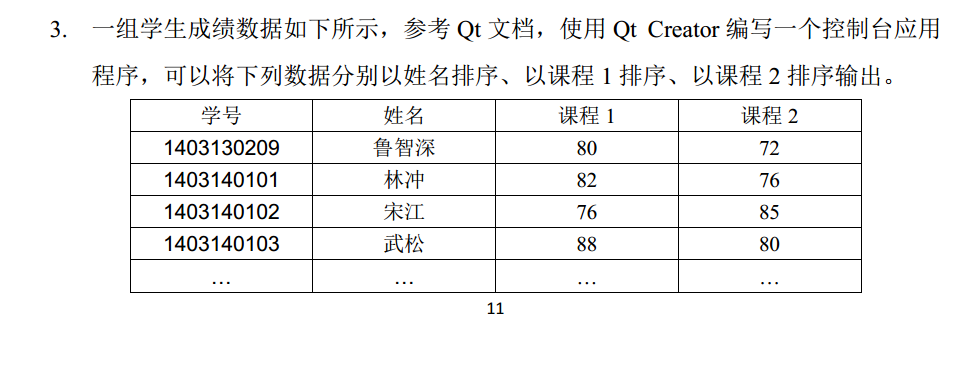 3. 一组学生成绩数据如下所示，参考 Qt 文档，使用 Qt Creator 编写一个控制台应用
程序，可以将下列数据分别以姓名排序、以课程 1 排序、以课程 2 排序输出。
学号 姓名 课程 1 课程 2
1403130209 鲁智深 80 72
1403140101 林冲 82 76
1403140102 宋江 76 85
1403140103 武松 88 80
… … … …
11